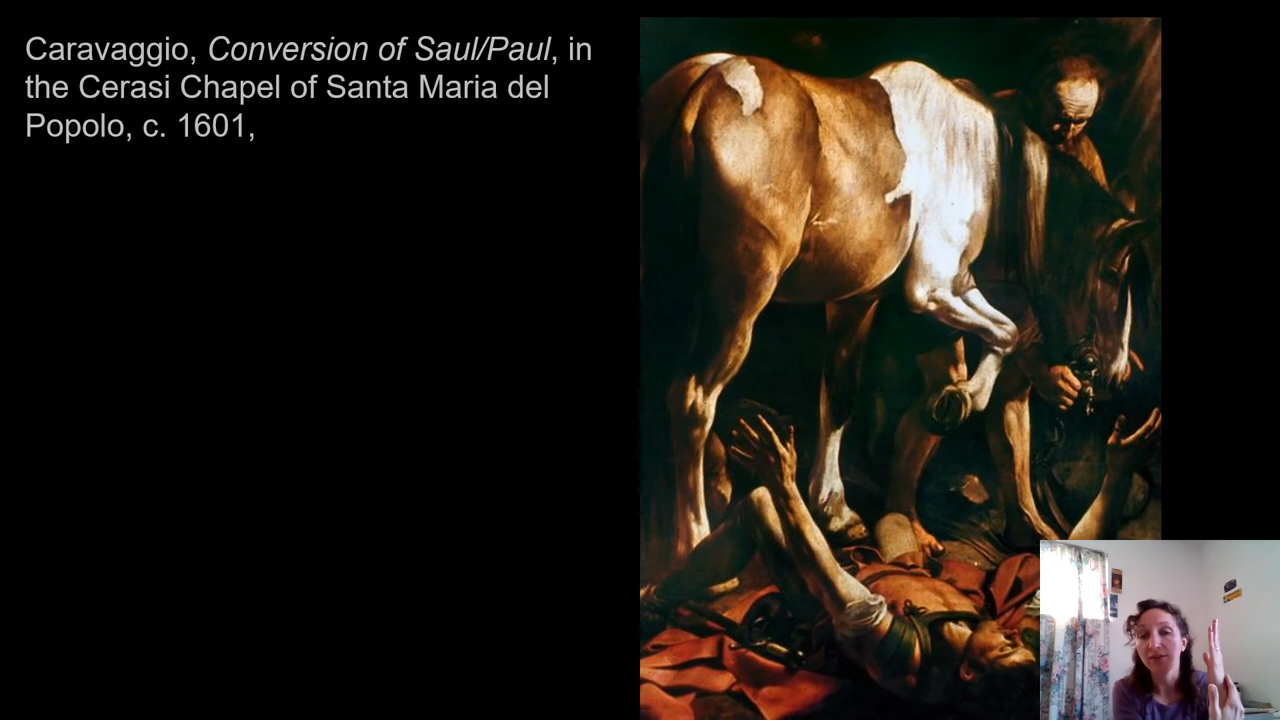 Caravaggio, Conversion of Saul/Paul, in
the Cerasi Chapel of Santa Maria del
Popolo, c. 1601,